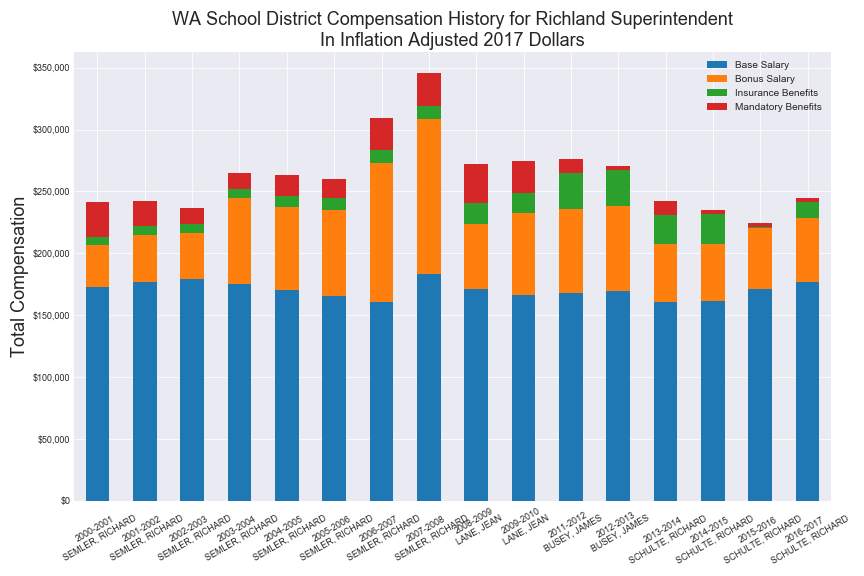 WA School District Compensation History for Richland Superintendent
In Inflation Adjusted 2017 Dollars
Base Salary
Bonus Salary
Insurance Benefits
Mandatory Benefits
Total Compensation
$350,000
$300,000
$250,000
$200,000
$150,000
$100,000
$50,000
$0
2000-2001
SEMLER, RICHARD
2001-2002
SEMLER, RICHARD
2002-2003
SEMLER, RICHARD
2003-2004
SEMLER, RICHARD
2004-2005
SEMLER, RICHARD
2005-2006
SEMLER, RICHARD
2006-2007
SEMLER, RICHARD
2007-2008
SEMLER, RICHARD
2008-2009
LANE, JEAN
2009-2010
LANE, JEAN
2011-2012
BUSEY, JAMES
2012-2013
BUSEY, JAMES
2013-2014
SCHULTE, RICHARD
2014-2015
SCHULTE, RICHARD
2015-2016
SCHULTE, RICHARD
2016-2017
SCHULTE, RICHARD